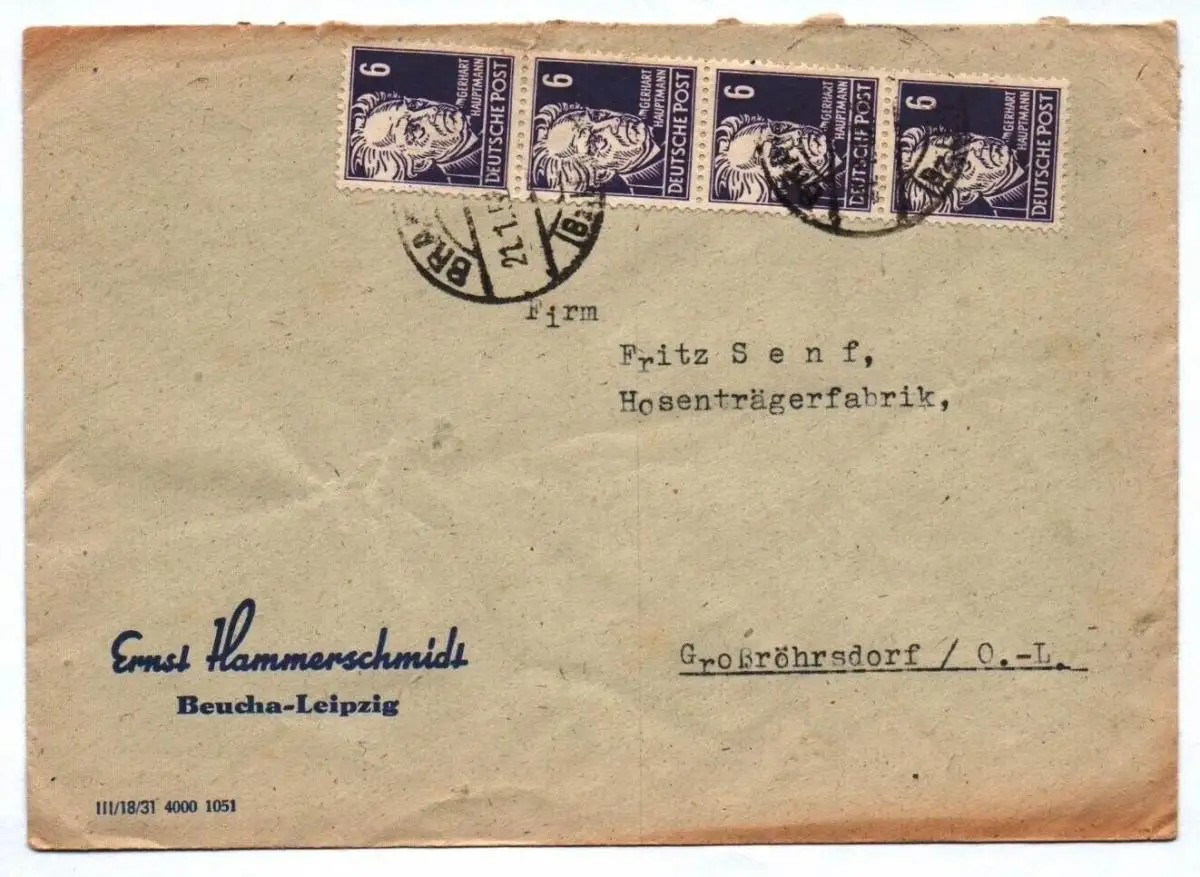 6 GERHART HAUPTMANN DEUTSCHE POST
6 GERHART HAUPTMANN DEUTSCHE POST
6 GERHART HAUPTMANN DEUTSCHE POST
6 GERHART HAUPTMANN DEUTSCHE POST
Firm
Fritz Senf,
Hosenträgerfabrik,
Großröhrsdorf / O.-L.
Ernst Hammerschmidt
Beucha-Leipzig
III/18/31 4000 1051